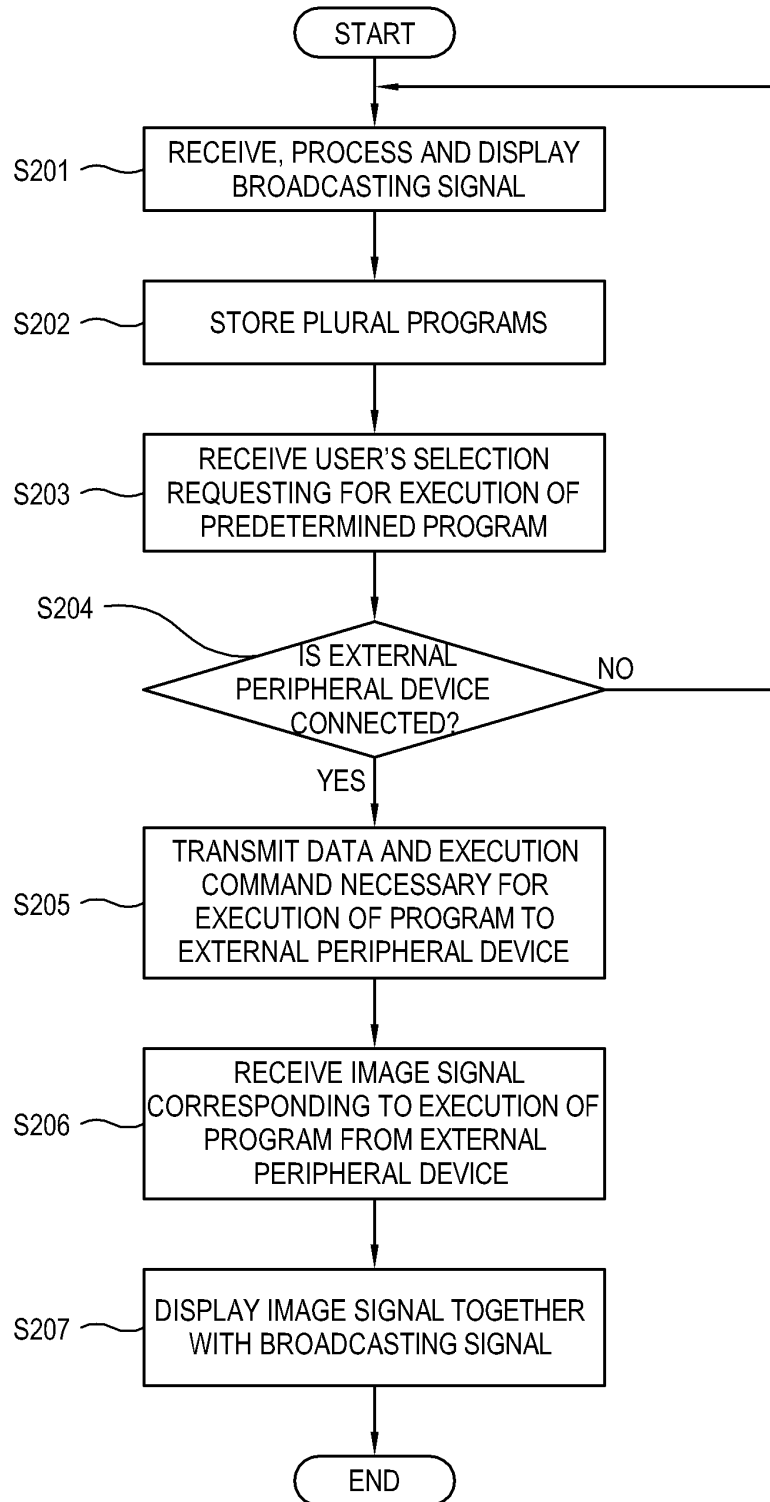 START
S201
RECEIVE, PROCESS AND DISPLAY
BROADCASTING SIGNAL
S202
STORE PLURAL PROGRAMS
S203
RECEIVE USER'S SELECTION
REQUESTING FOR EXECUTION OF
PREDETERMINED PROGRAM
S204
IS EXTERNAL
PERIPHERAL DEVICE
CONNECTED?
NO
YES
S205
TRANSMIT DATA AND EXECUTION
COMMAND NECESSARY FOR
EXECUTION OF PROGRAM TO
EXTERNAL PERIPHERAL DEVICE
S206
RECEIVE IMAGE SIGNAL
CORRESPONDING TO EXECUTION OF
PROGRAM FROM EXTERNAL
PERIPHERAL DEVICE
S207
DISPLAY IMAGE SIGNAL TOGETHER
WITH BROADCASTING SIGNAL
END